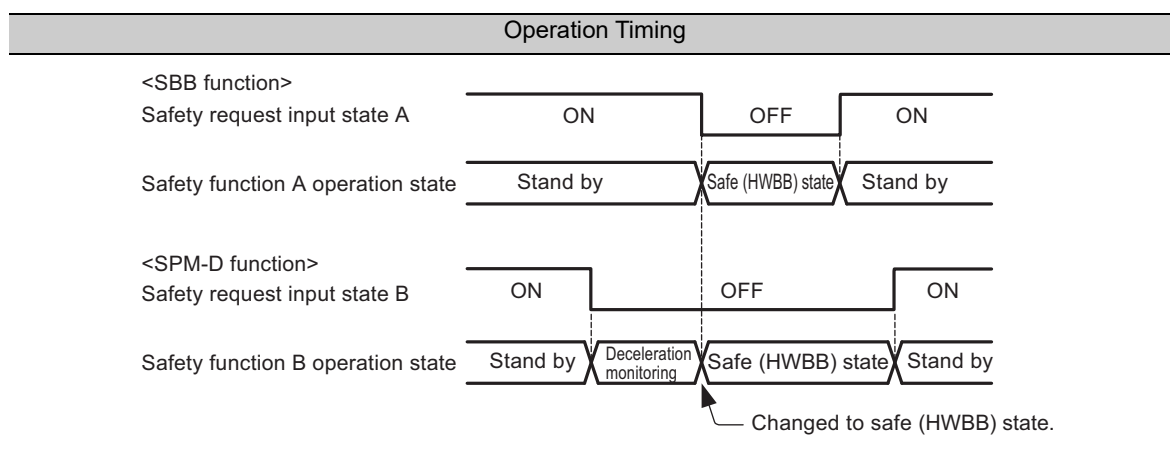 Operation Timing
<SBB function>
Safety request input state A
ON
OFF
ON
Safety function A operation state
Stand by
Safe (HWBB) state
Stand by
<SPM-D function>
Safety request input state B
ON
OFF
ON
Safety function B operation state
Stand by
Deceleration
monitoring
Safe (HWBB) state
Stand by
Changed to safe (HWBB) state.